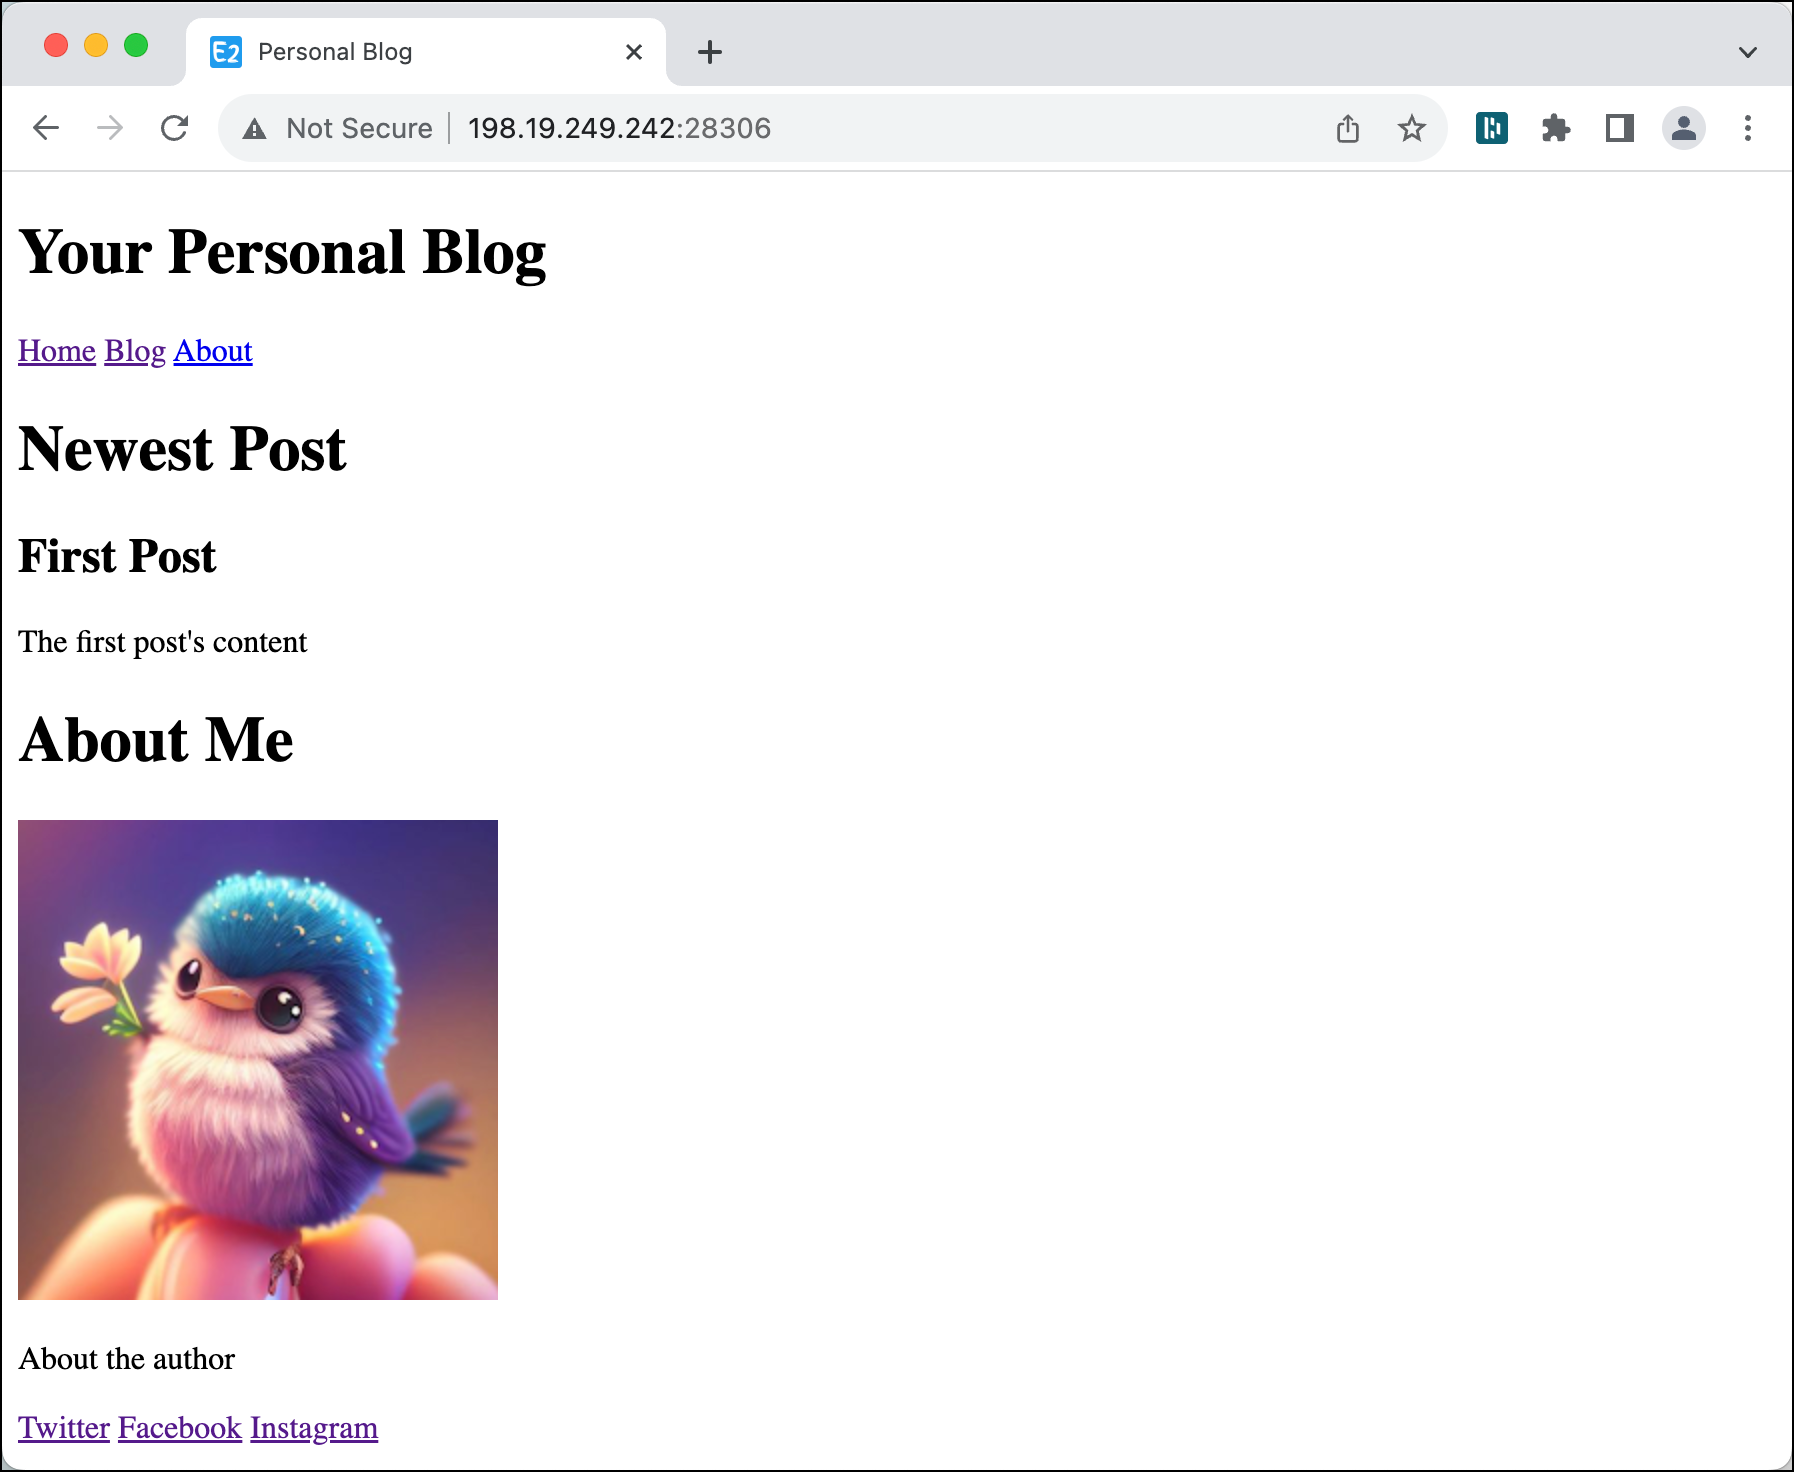 E2 Personal Blog
Not Secure 198.19.249.242:28306
Your Personal Blog
Home Blog About
Newest Post
First Post
The first post's content
About Me
About the author
Twitter Facebook Instagram